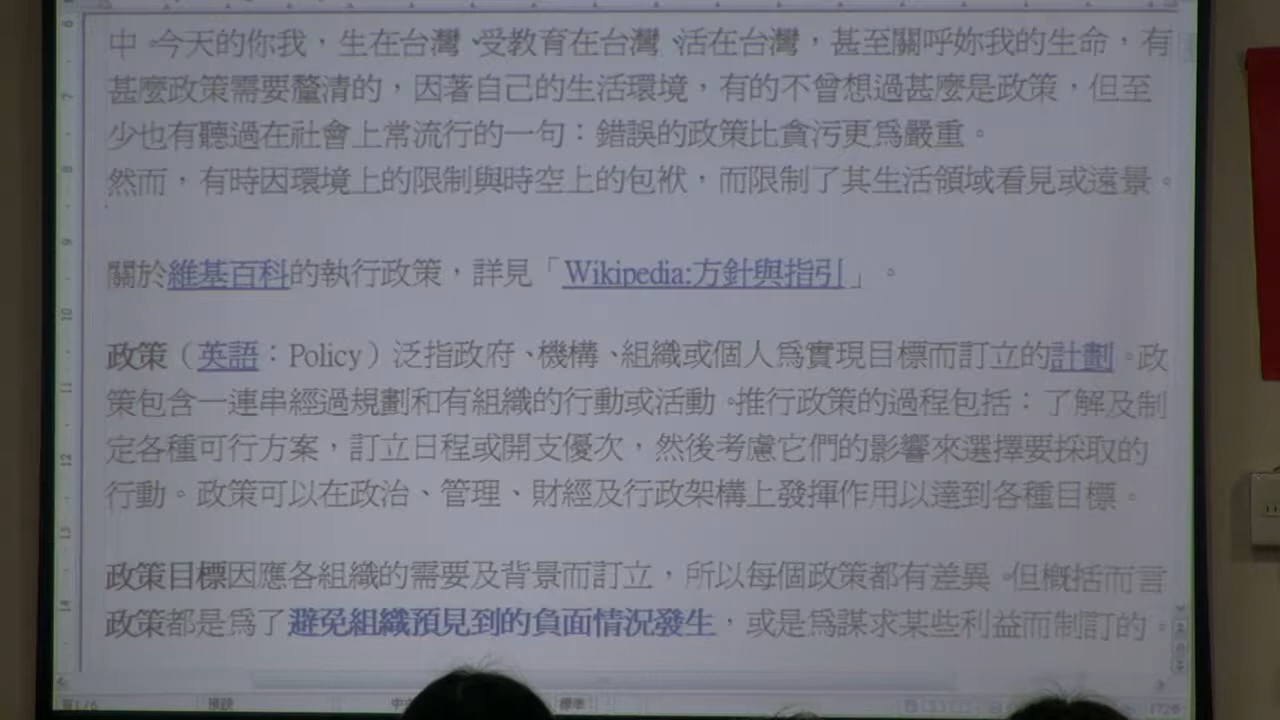 中。今天的你我，生在台灣、受教育在台灣、活在台灣，甚至關呼妳我的生命，有
甚麼政策需要釐清的，因著自己的生活環境，有的不曾想過甚麼是政策，但至
少也有聽過在社會上常流行的一句：錯誤的政策比貪污更為嚴重。
然而，有時因環境上的限制與時空上的包袱，而限制了其生活領域看見或遠景。
關於維基百科的執行政策，詳見「Wikipedia:方針與指引」。
政策（英語：Policy）泛指政府、機構、組織或個人為實現目標而訂立的計劃。政
策包含一連串經過規劃和有組織的行動或活動。推行政策的過程包括：了解及制
定各種可行方案，訂立日程或開支優次，然後考慮它們的影響來選擇要採取的
行動。政策可以在政治、管理、財經及行政架構上發揮作用以達到各種目標。
政策目標因應各組織的需要及背景而訂立，所以每個政策都有差異。但概括而言
政策都是為了避免組織預見到的負面情況發生，或是為謀求某些利益而制訂的。